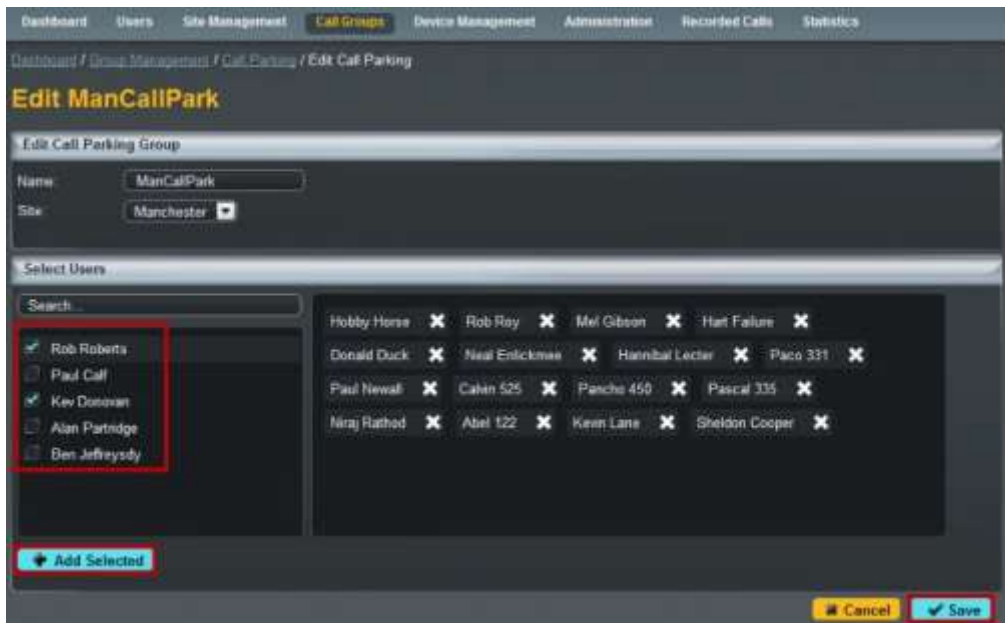 Dashboard Users Site Management Call Groups Device Management Administration Recorded Calls Statistics
Dashboard / Group Management / Call Parking / Edit Call Parking
Edit ManCallPark
Edit Call Parking Group
Name: ManCallPark
Site: Manchester
Select Users
Search...
Rob Roberts
Paul Calf
Kev Donovan
Alan Partridge
Ben Jeffreysdy
Hobby Horse Rob Roy Mel Gibson Hart Failure
Donald Duck Neal Enlickmee Hannibal Lecter Paco 331
Paul Newall Calvin 525 Pancho 450 Pascal 335
Niraj Rathod Abel 122 Kevin Lane Sheldon Cooper
Add Selected
Cancel Save